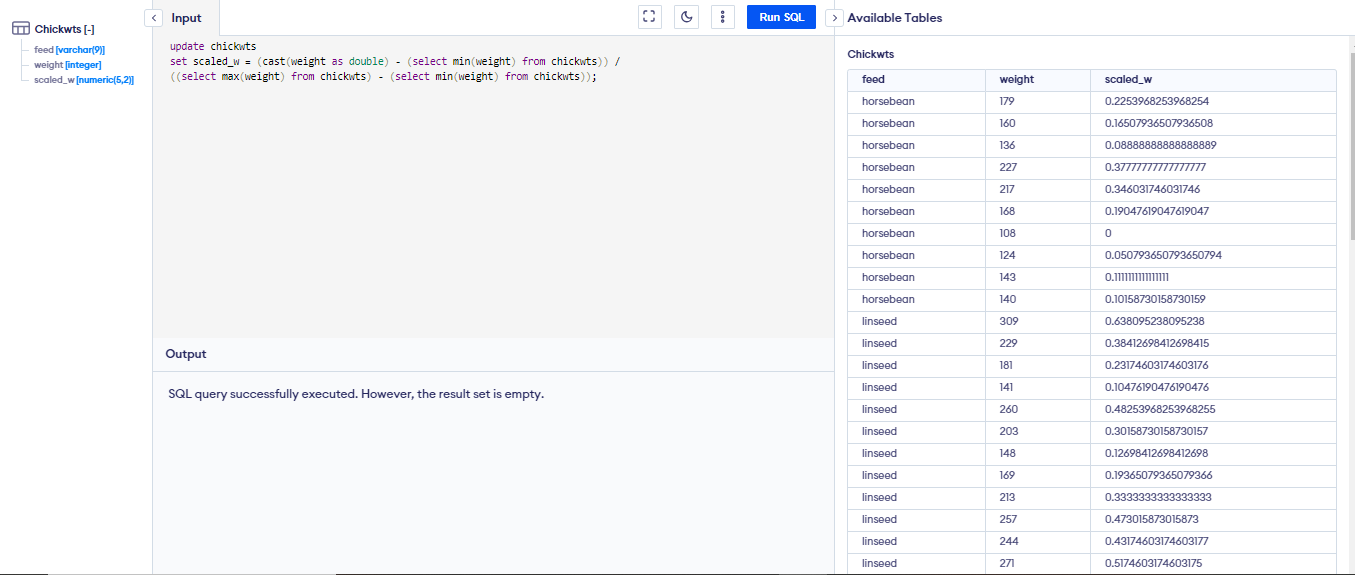 Chickwts [-]
feed [varchar(9)]
weight [integer]
scaled_w [numeric(5,2)]
Input
Run SQL
update chickwts
set scaled_w = (cast(weight as double) - (select min(weight) from chickwts)) /
((select max(weight) from chickwts) - (select min(weight) from chickwts));
Output
SQL query successfully executed. However, the result set is empty.
Available Tables
Chickwts
feed weight scaled_w
horsebean 179 0.2253968253968254
horsebean 160 0.16507936507936508
horsebean 136 0.08888888888888889
horsebean 227 0.37777777777777777
horsebean 217 0.346031746031746
horsebean 168 0.19047619047619047
horsebean 108 0
horsebean 124 0.050793650793650794
horsebean 143 0.1111111111111111
horsebean 140 0.10158730158730159
linseed 309 0.638095238095238
linseed 229 0.38412698412698415
linseed 181 0.23174603174603176
linseed 141 0.10476190476190476
linseed 260 0.48253968253968255
linseed 203 0.30158730158730157
linseed 148 0.12698412698412698
linseed 169 0.19365079365079366
linseed 213 0.3333333333333333
linseed 257 0.473015873015873
linseed 244 0.43174603174603177
linseed 271 0.5174603174603175